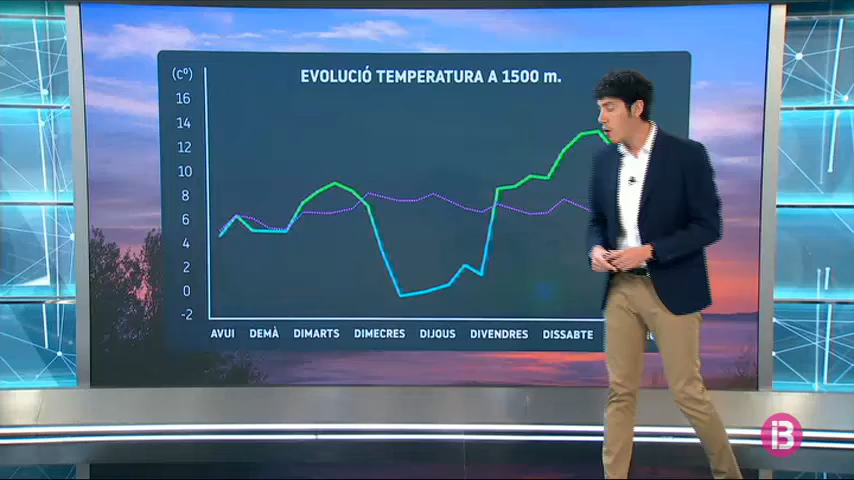 EVOLUCIÓ TEMPERATURA A 1500 m.
(cº)
16
14
12
10
8
6
4
2
0
-2
AVUI DEMÀ DIMARTS DIMECRES DIJOUS DIVENDRES DISSABTE
IB